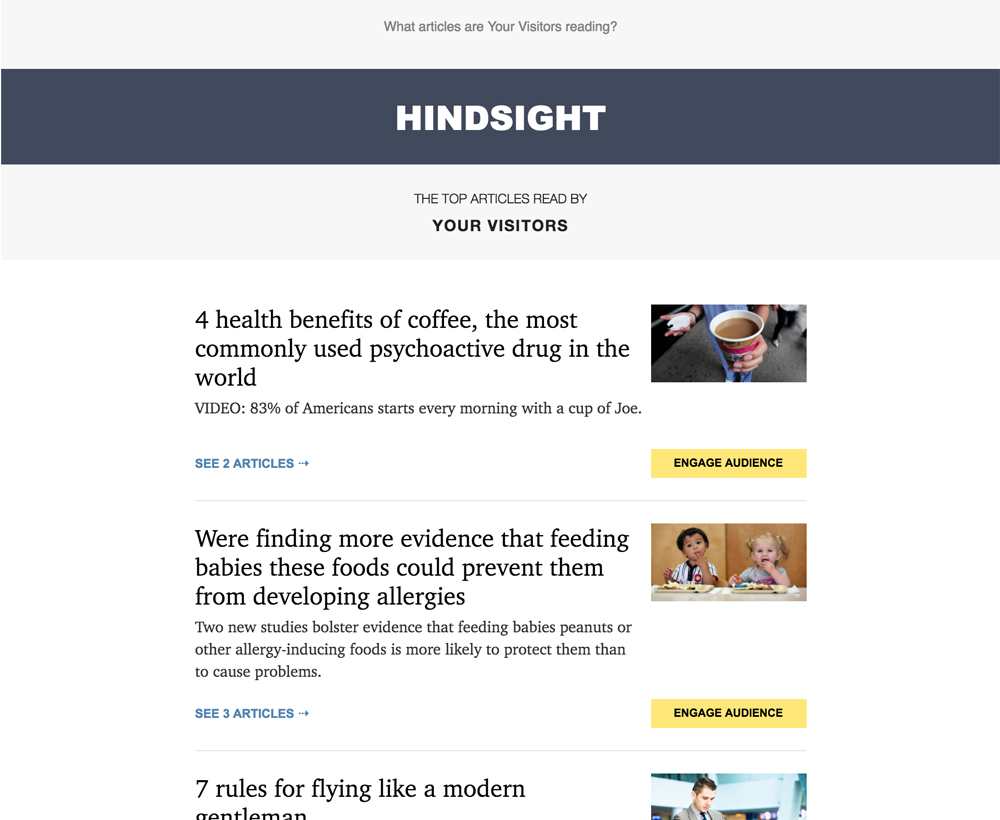 What articles are Your Visitors reading?
HINDSIGHT
THE TOP ARTICLES READ BY
YOUR VISITORS
4 health benefits of coffee, the most
commonly used psychoactive drug in the
world
VIDEO: 83% of Americans starts every morning with a cup of Joe.
SEE 2 ARTICLES ⇢
ENGAGE AUDIENCE
Were finding more evidence that feeding
babies these foods could prevent them
from developing allergies
Two new studies bolster evidence that feeding babies peanuts or
other allergy-inducing foods is more likely to protect them than
to cause problems.
SEE 3 ARTICLES ⇢
ENGAGE AUDIENCE
7 rules for flying like a modern
gentleman